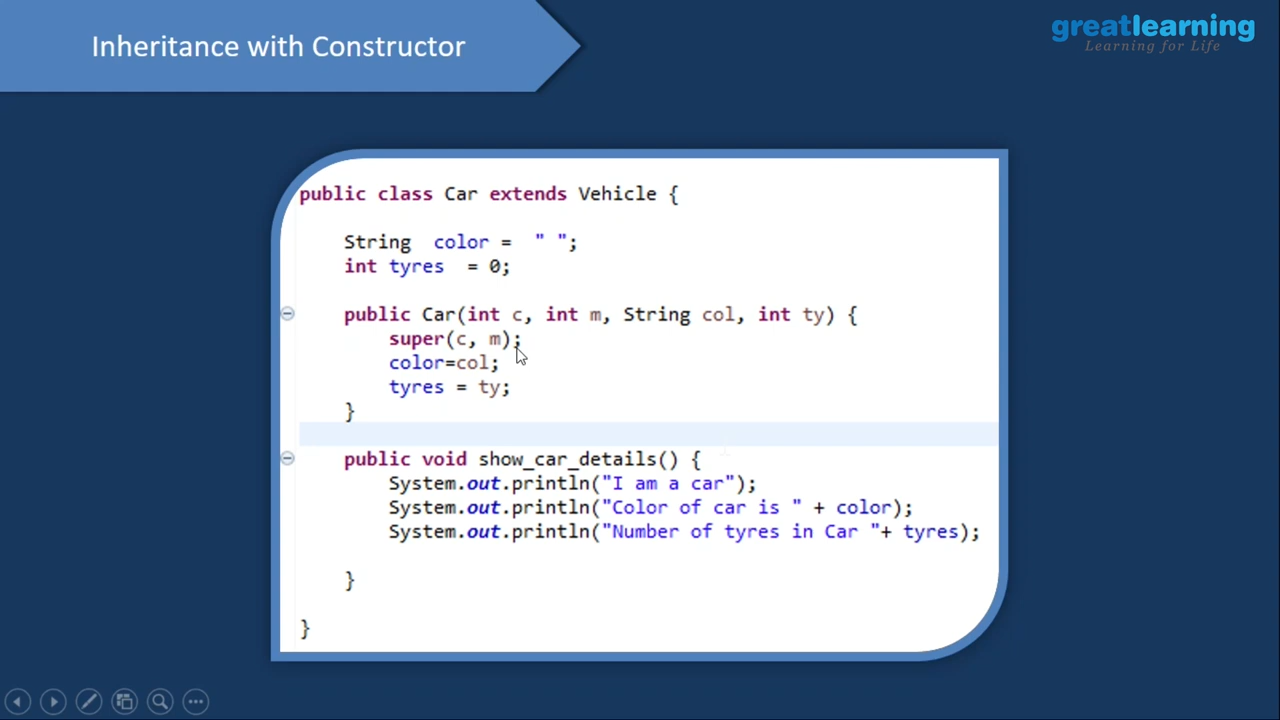 Inheritance with Constructor
greatlearning
Learning for Life
public class Car extends Vehicle {
String color = " ";
int tyres = 0;
public Car(int c, int m, String col, int ty) {
super(c, m);
color=col;
tyres = ty;
}
public void show_car_details() {
System.out.println("I am a car");
System.out.println("Color of car is " + color);
System.out.println("Number of tyres in Car "+ tyres);
}
}